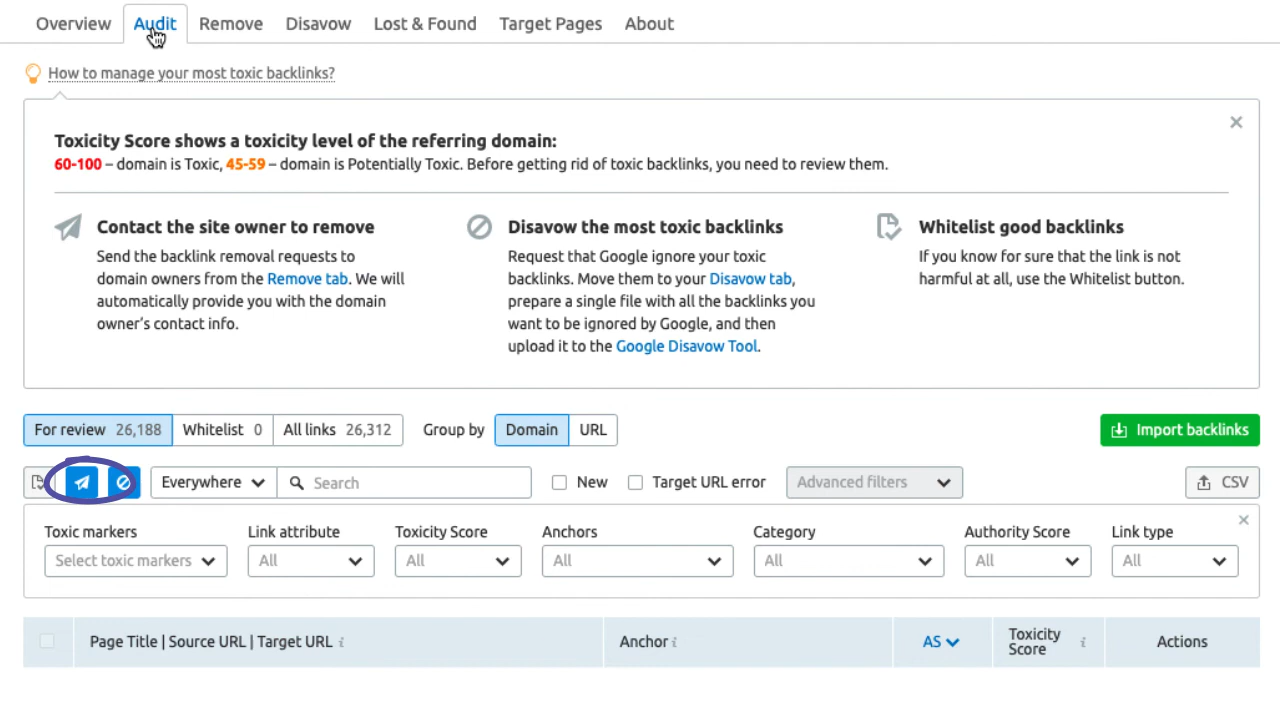 Overview Audit Remove Disavow Lost & Found Target Pages About
How to manage your most toxic backlinks?
Toxicity Score shows a toxicity level of the referring domain:
60-100 – domain is Toxic, 45-59 – domain is Potentially Toxic. Before getting rid of toxic backlinks, you need to review them.
Contact the site owner to remove
Send the backlink removal requests to
domain owners from the Remove tab. We will
automatically provide you with the domain
owner's contact info.
Disavow the most toxic backlinks
Request that Google ignore your toxic
backlinks. Move them to your Disavow tab,
prepare a single file with all the backlinks you
want to be ignored by Google, and then
upload it to the Google Disavow Tool.
Whitelist good backlinks
If you know for sure that the link is not
harmful at all, use the Whitelist button.
For review 26,188 Whitelist 0 All links 26,312 Group by Domain URL Import backlinks
Everywhere Search New Target URL error Advanced filters CSV
Toxic markers Link attribute Toxicity Score Anchors Category Authority Score Link type
Select toxic markers All All All All All All
Page Title | Source URL | Target URL i Anchor i AS Toxicity
Score i Actions